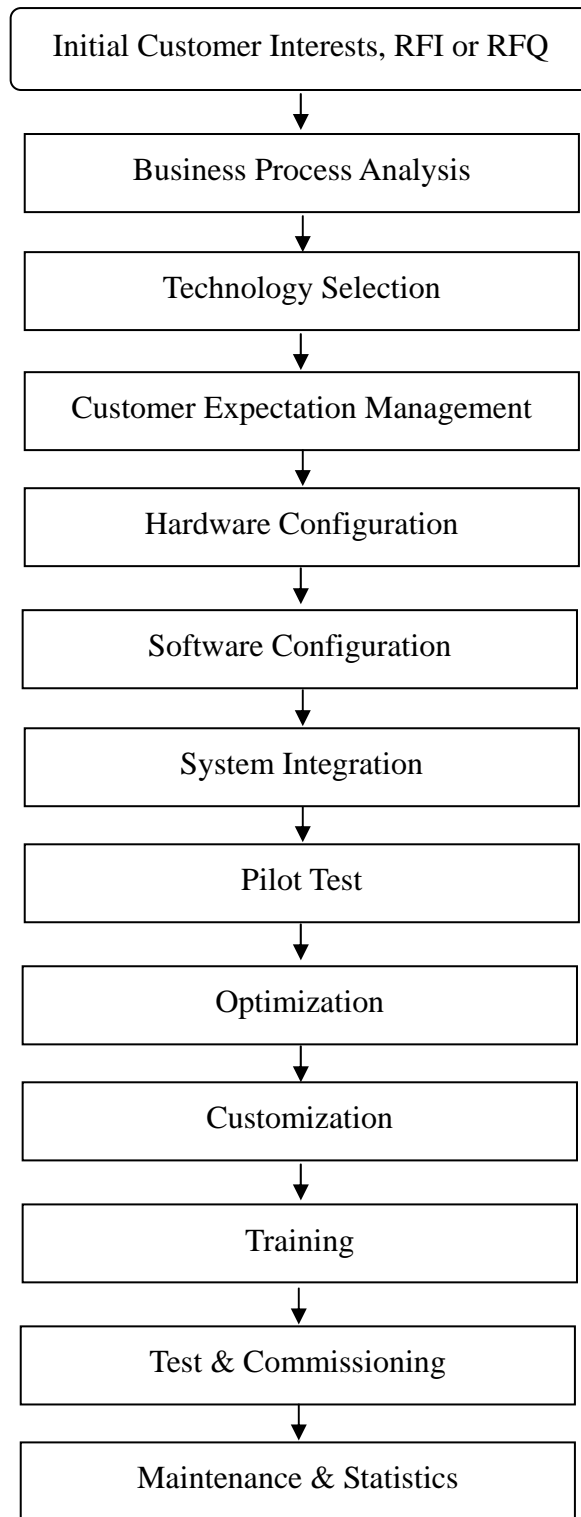 Initial Customer Interests, RFI or RFQ
Business Process Analysis
Technology Selection
Customer Expectation Management
Hardware Configuration
Software Configuration
System Integration
Pilot Test
Optimization
Customization
Training
Test & Commissioning
Maintenance & Statistics